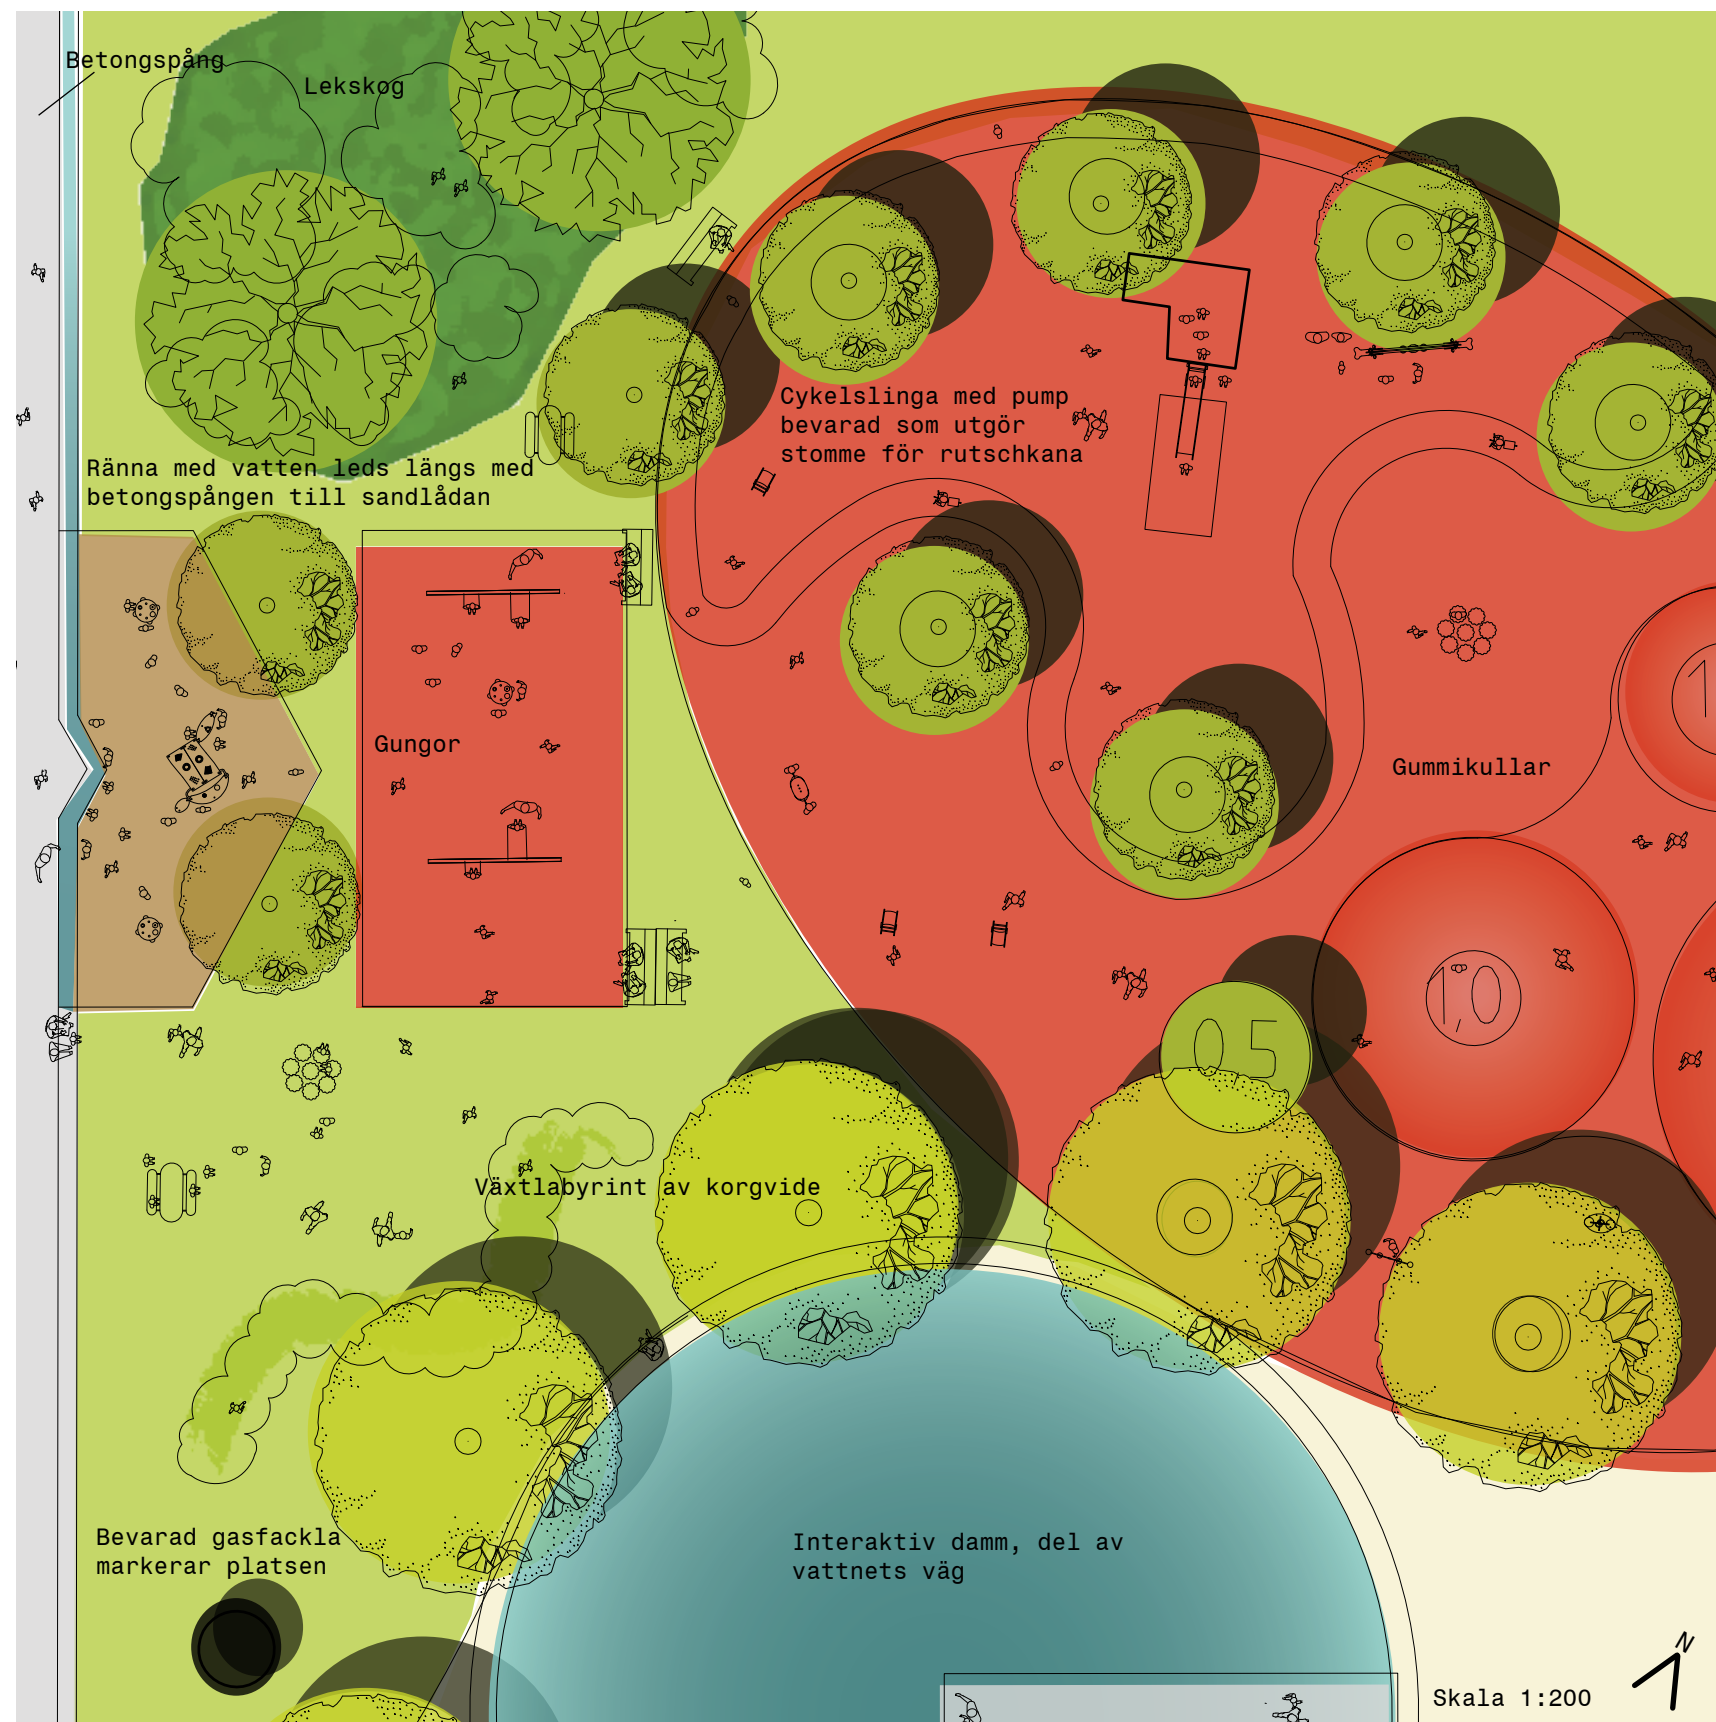 Betongspång
Lekskog
Cykelslinga med pump
bevarad som utgör
stomme för rutschkana
Ränna med vatten leds längs med
betongspången till sandlådan
Gungor
Gummikullar
1
1,0
0 5
Växtlabyrint av korgvide
Bevarad gasfackla
markerar platsen
Interaktiv damm, del av
vattnets väg
N
Skala 1:200